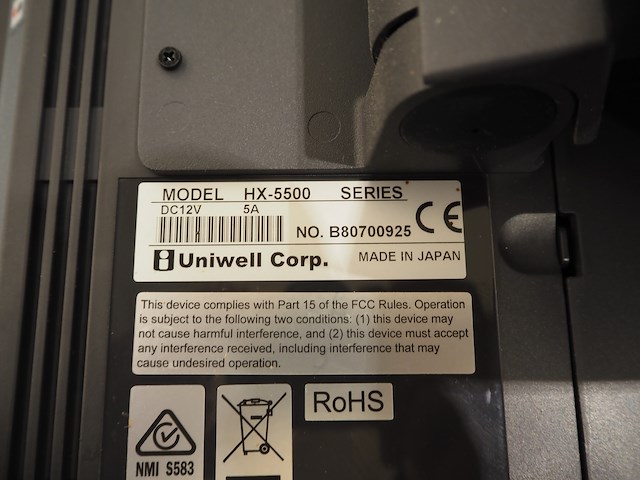 MODEL HX-5500 SERIES
DC12V 5A
NO. B80700925
CE
Uniwell Corp. MADE IN JAPAN
This device complies with Part 15 of the FCC Rules. Operation
is subject to the following two conditions: (1) this device may
not cause harmful interference, and (2) this device must accept
any interference received, including interference that may
cause undesired operation.
RoHS
NMI S583